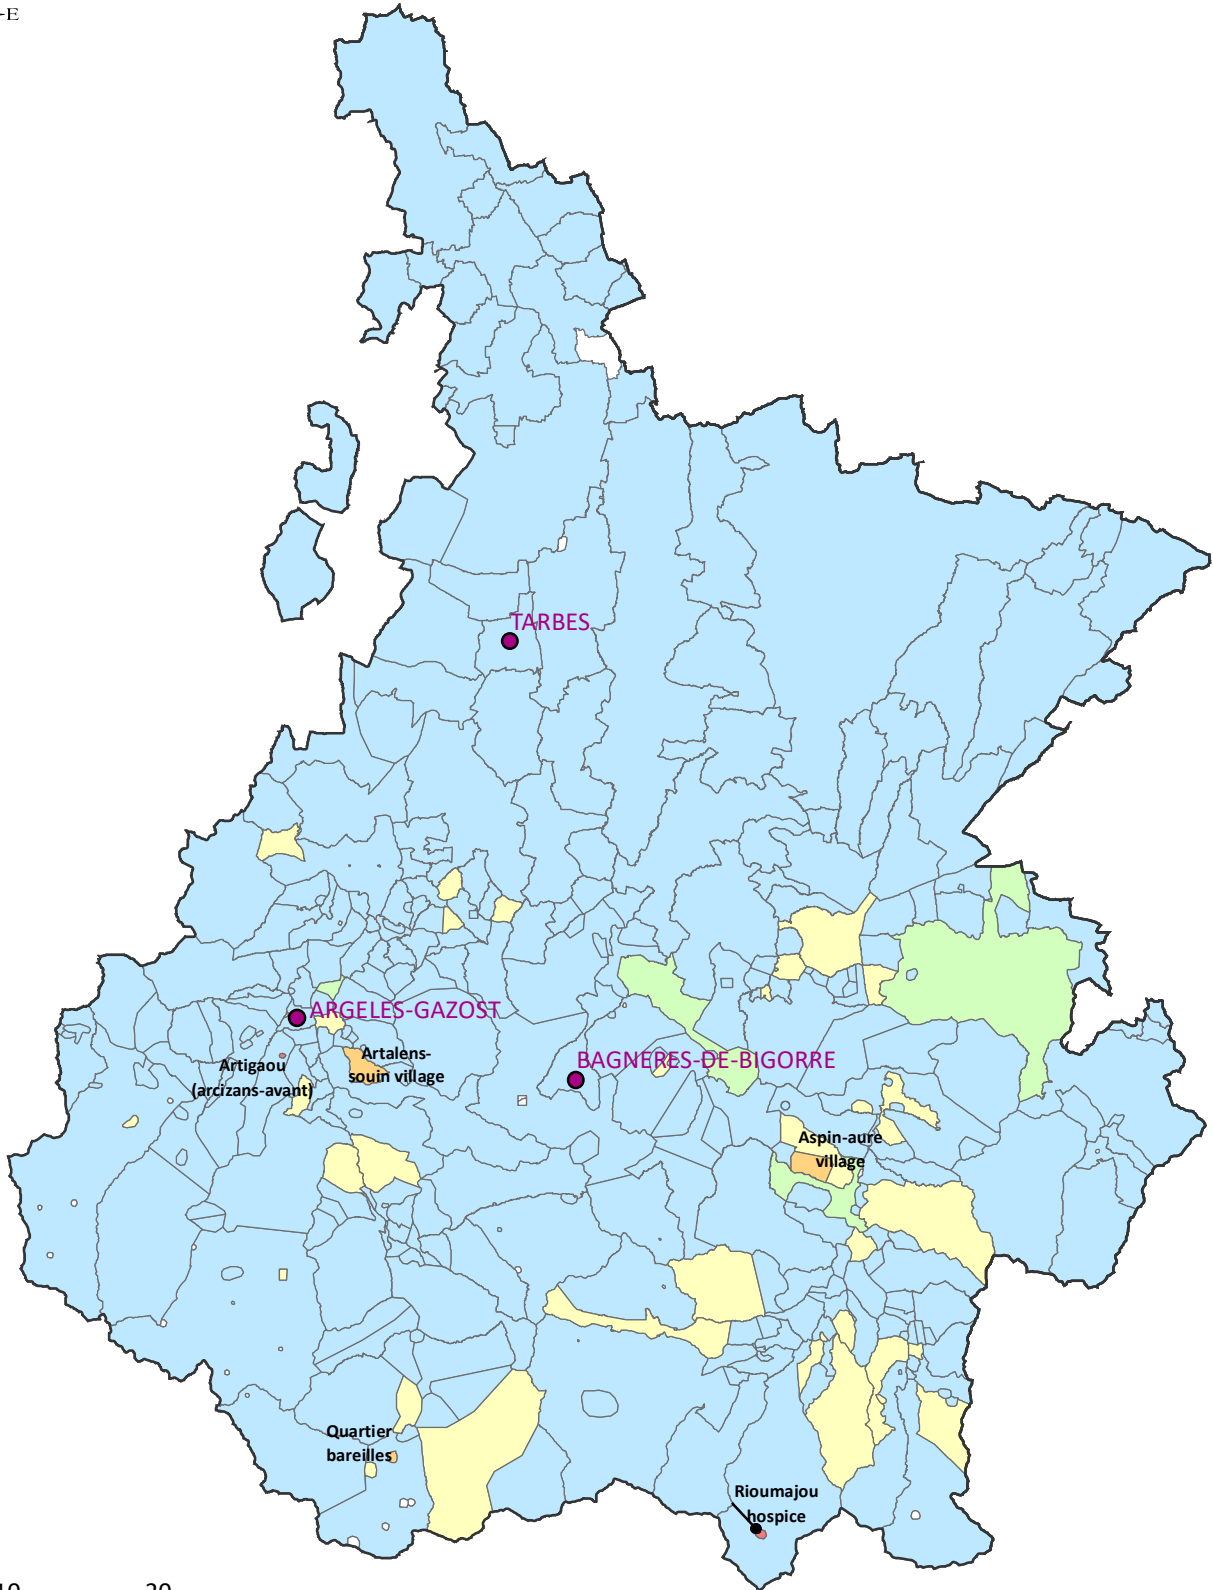 -E
TARBES
ARGELES-GAZOST
Artigaou
(arcizans-avant)
Artalens-
souin village
BAGNERES-DE-BIGORRE
Aspin-aure
village
Quartier
bareilles
Rioumajou
hospice